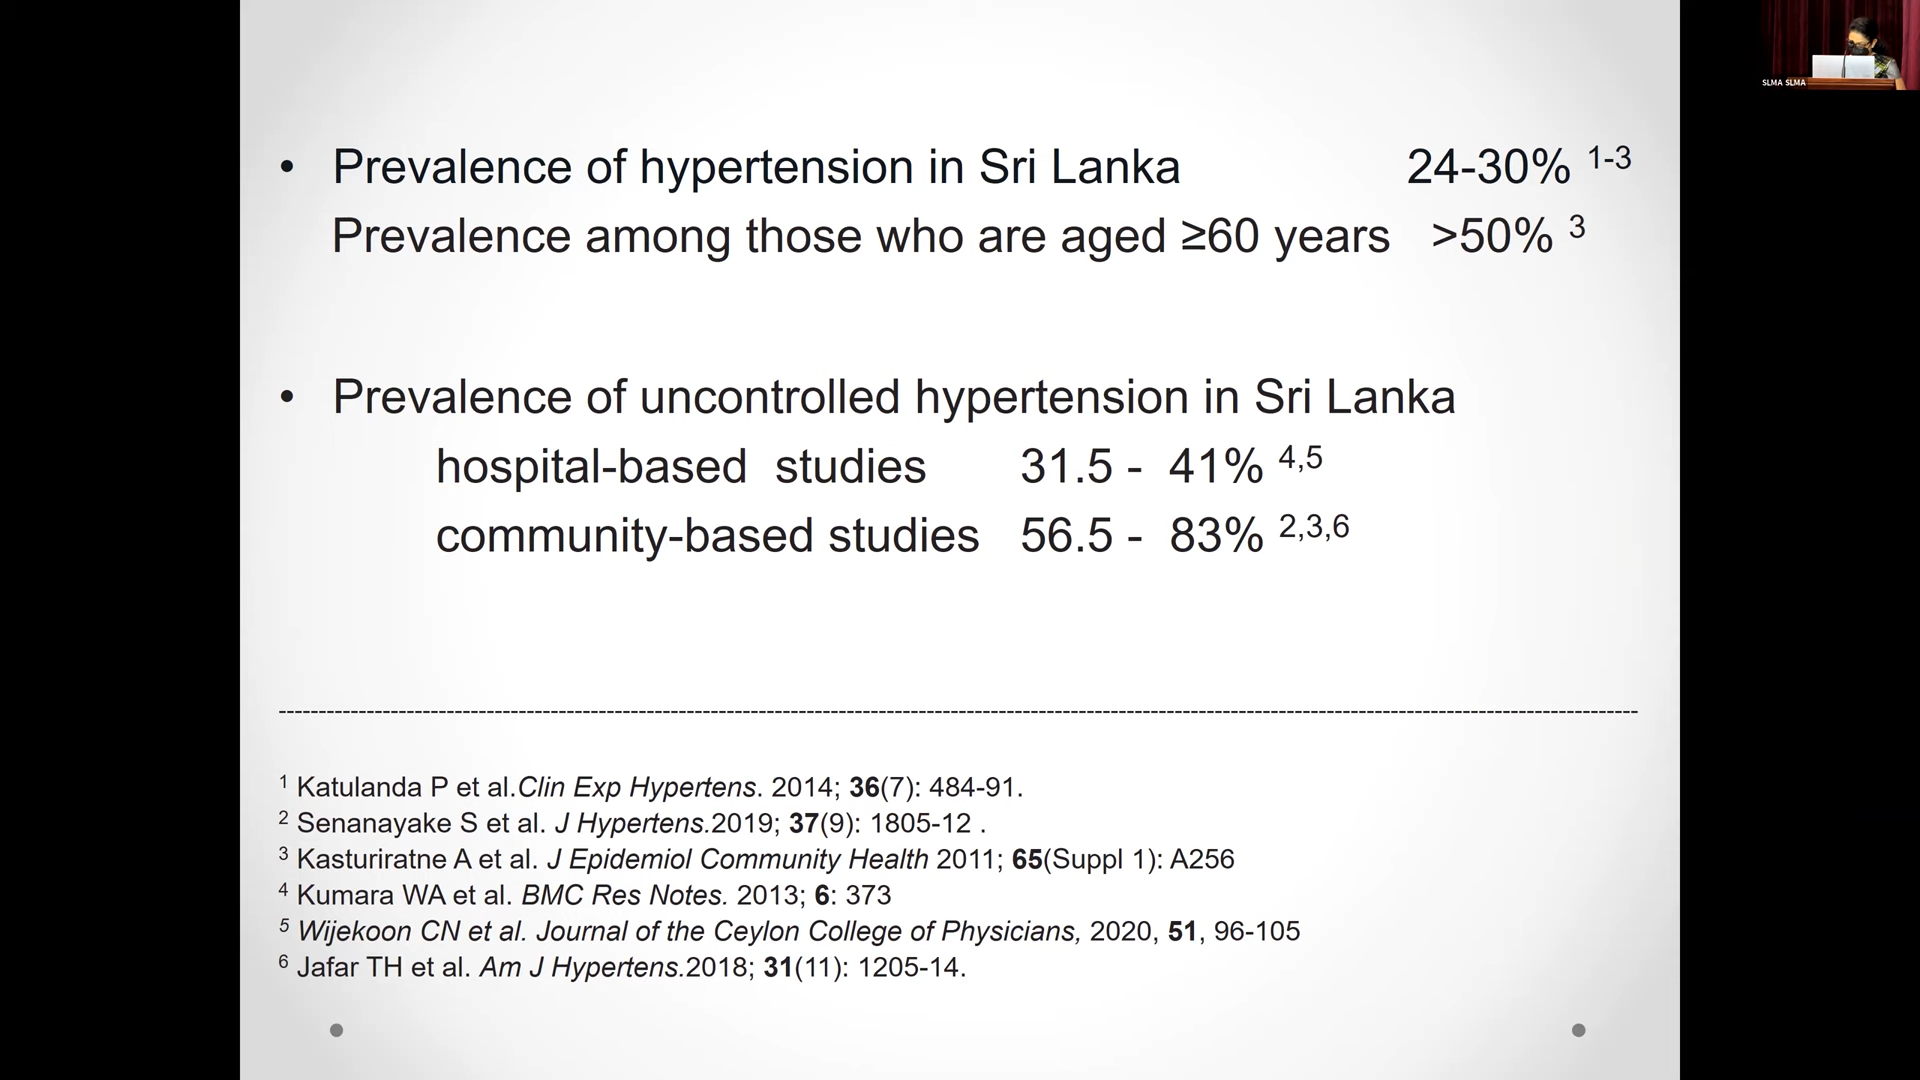 • Prevalence of hypertension in Sri Lanka 24-30% 1-3
Prevalence among those who are aged ≥60 years >50% 3
• Prevalence of uncontrolled hypertension in Sri Lanka
hospital-based studies 31.5 - 41% 4,5
community-based studies 56.5 - 83% 2,3,6
1 Katulanda P et al.Clin Exp Hypertens. 2014; 36(7): 484-91.
2 Senanayake S et al. J Hypertens.2019; 37(9): 1805-12 .
3 Kasturiratne A et al. J Epidemiol Community Health 2011; 65(Suppl 1): A256
4 Kumara WA et al. BMC Res Notes. 2013; 6: 373
5 Wijekoon CN et al. Journal of the Ceylon College of Physicians, 2020, 51, 96-105
6 Jafar TH et al. Am J Hypertens.2018; 31(11): 1205-14.
SLMA SLMA